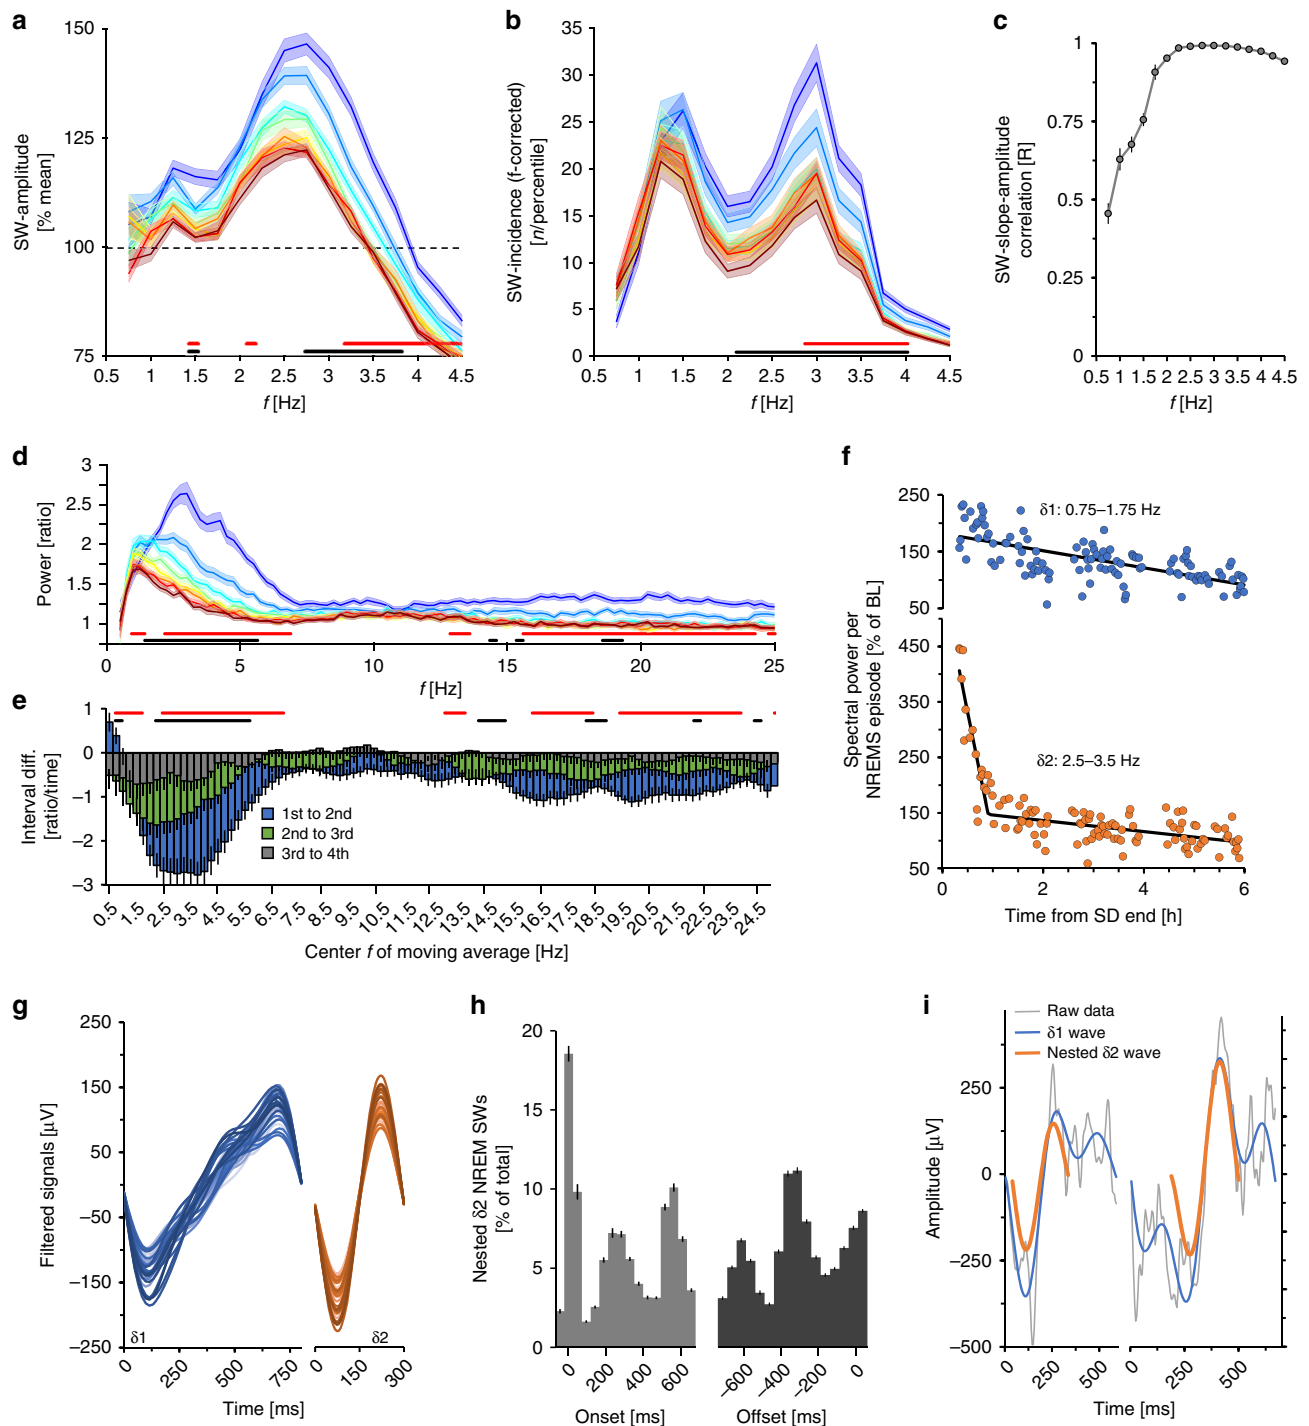 a
150
125
100
75
SW-amplitude
[% mean]
0.5 1 1.5 2 2.5 3 3.5 4 4.5
f [Hz]
b
35
30
25
20
15
10
5
0
SW-incidence (f-corrected)
[n/percentile]
0.5 1 1.5 2 2.5 3 3.5 4 4.5
f [Hz]
c
1
0.75
0.5
0.25
0
SW-slope-amplitude
correlation [R]
0.5 1 1.5 2 2.5 3 3.5 4 4.5
f [Hz]
d
3
2.5
2
1.5
1
Power [ratio]
0 5 10 15 20 25
f [Hz]
e
1
0
−1
−2
−3
Interval diff.
[ratio/time]
1st to 2nd
2nd to 3rd
3rd to 4th
0.5 1.5 2.5 3.5 4.5 5.5 6.5 7.5 8.5 9.5 10.5 11.5 12.5 13.5 14.5 15.5 16.5 17.5 18.5 19.5 20.5 21.5 22.5 23.5 24.5
Center f of moving average [Hz]
f
250
150
50
δ1: 0.75–1.75 Hz
450
350
250
150
50
δ2: 2.5–3.5 Hz
Spectral power per
NREMS episode [% of BL]
0 2 4 6
Time from SD end [h]
g
250
150
50
−50
−150
−250
Filtered signals [µV]
δ1
δ2
0 250 500 750
0 150 300
Time [ms]
h
20
15
10
5
0
Nested δ2 NREM SWs
[% of total]
0 200 400 600
−600 −400 −200 0
Onset [ms]
Offset [ms]
i
Raw data
δ1 wave
Nested δ2 wave
250
0
−250
−500
Amplitude [µV]
0 250 500
0 250 500
Time [ms]